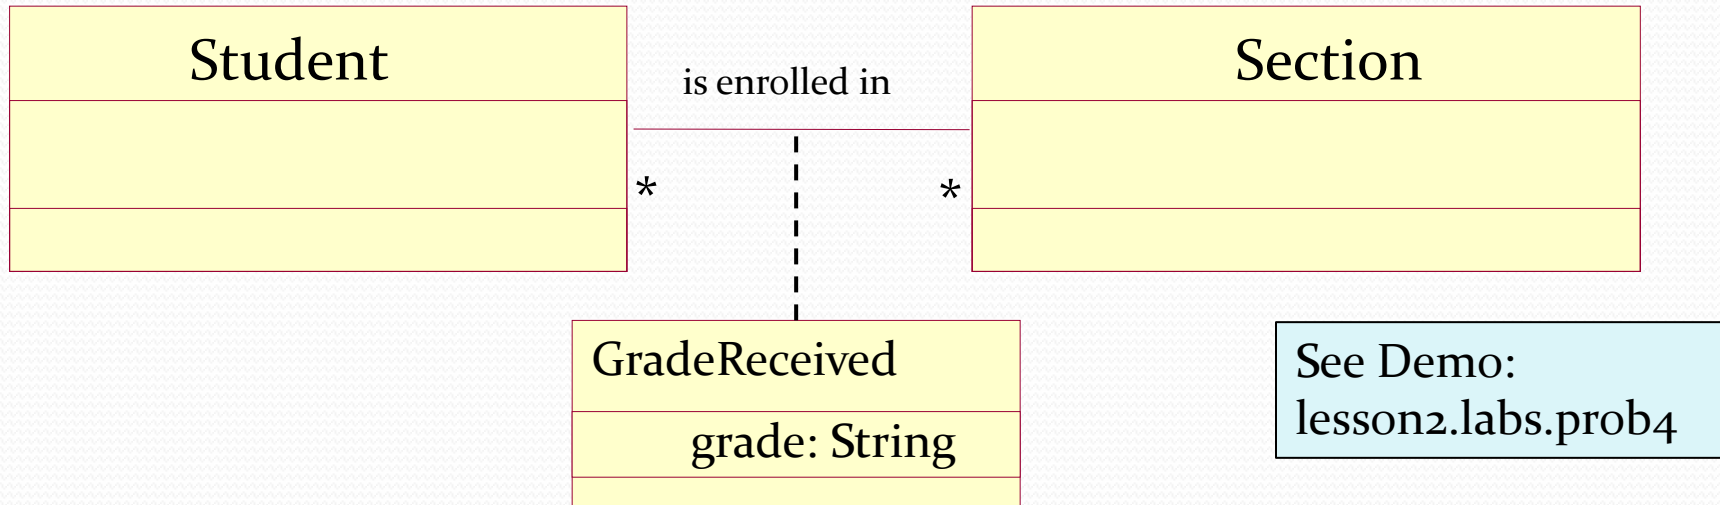 Student
is enrolled in
Section
*
*
GradeReceived
grade: String
See Demo:
lesson2.labs.prob4